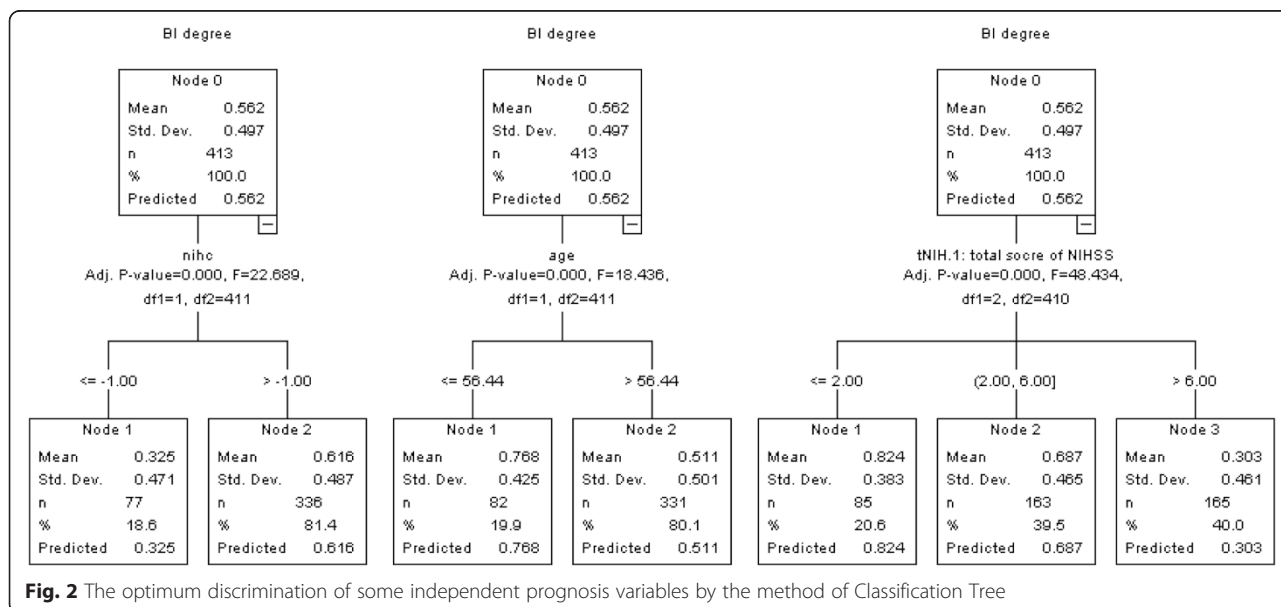 BI degree
Node 0
Mean 0.562
Std. Dev. 0.497
n 413
% 100.0
Predicted 0.562
nihc
Adj. P-value=0.000, F=22.689,
df1=1, df2=411
<= -1.00
> -1.00
Node 1
Mean 0.325
Std. Dev. 0.471
n 77
% 18.6
Predicted 0.325
Node 2
Mean 0.616
Std. Dev. 0.487
n 336
% 81.4
Predicted 0.616
BI degree
Node 0
Mean 0.562
Std. Dev. 0.497
n 413
% 100.0
Predicted 0.562
age
Adj. P-value=0.000, F=18.436,
df1=1, df2=411
<= 56.44
> 56.44
Node 1
Mean 0.768
Std. Dev. 0.425
n 82
% 19.9
Predicted 0.768
Node 2
Mean 0.511
Std. Dev. 0.501
n 331
% 80.1
Predicted 0.511
BI degree
Node 0
Mean 0.562
Std. Dev. 0.497
n 413
% 100.0
Predicted 0.562
tNIH.1: total socre of NIHSS
Adj. P-value=0.000, F=48.434,
df1=2, df2=410
<= 2.00
(2.00, 6.00]
> 6.00
Node 1
Mean 0.824
Std. Dev. 0.383
n 85
% 20.6
Predicted 0.824
Node 2
Mean 0.687
Std. Dev. 0.465
n 163
% 39.5
Predicted 0.687
Node 3
Mean 0.303
Std. Dev. 0.461
n 165
% 40.0
Predicted 0.303
Fig. 2 The optimum discrimination of some independent prognosis variables by the method of Classification Tree